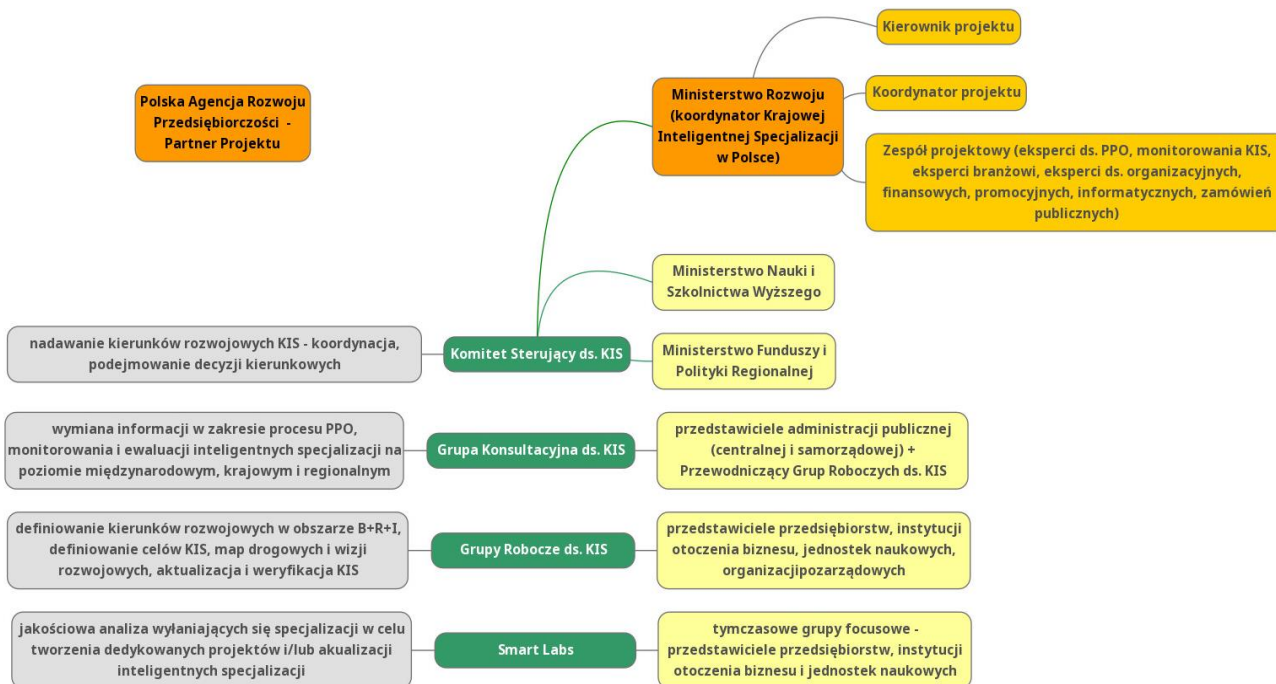 Kierownik projektu
Polska Agencja Rozwoju
Przedsiębiorczości -
Partner Projektu
Ministerstwo Rozwoju
(koordynator Krajowej
Inteligentnej Specjalizacji
w Polsce)
Koordynator projektu
Zespół projektowy (eksperci ds. PPO, monitorowania KIS,
eksperci branżowi, eksperci ds. organizacyjnych,
finansowych, promocyjnych, informatycznych, zamówień
publicznych)
Ministerstwo Nauki i
Szkolnictwa Wyższego
nadawanie kierunków rozwojowych KIS - koordynacja,
podejmowanie decyzji kierunkowych
Komitet Sterujący ds. KIS
Ministerstwo Funduszy i
Polityki Regionalnej
wymiana informacji w zakresie procesu PPO,
monitorowania i ewaluacji inteligentnych specjalizacji na
poziomie międzynarodowym, krajowym i regionalnym
Grupa Konsultacyjna ds. KIS
przedstawiciele administracji publicznej
(centralnej i samorządowej) +
Przewodniczący Grup Roboczych ds. KIS
definiowanie kierunków rozwojowych w obszarze B+R+I,
definiowanie celów KIS, map drogowych i wizji
rozwojowych, aktualizacja i weryfikacja KIS
Grupy Robocze ds. KIS
przedstawiciele przedsiębiorstw, instytucji
otoczenia biznesu, jednostek naukowych,
organizacjipozarządowych
jakościowa analiza wyłaniających się specjalizacji w celu
tworzenia dedykowanych projektów i/lub akualizacji
inteligentnych specjalizacji
Smart Labs
tymczasowe grupy focusowe -
przedstawiciele przedsiębiorstw, instytucji
otoczenia biznesu i jednostek naukowych